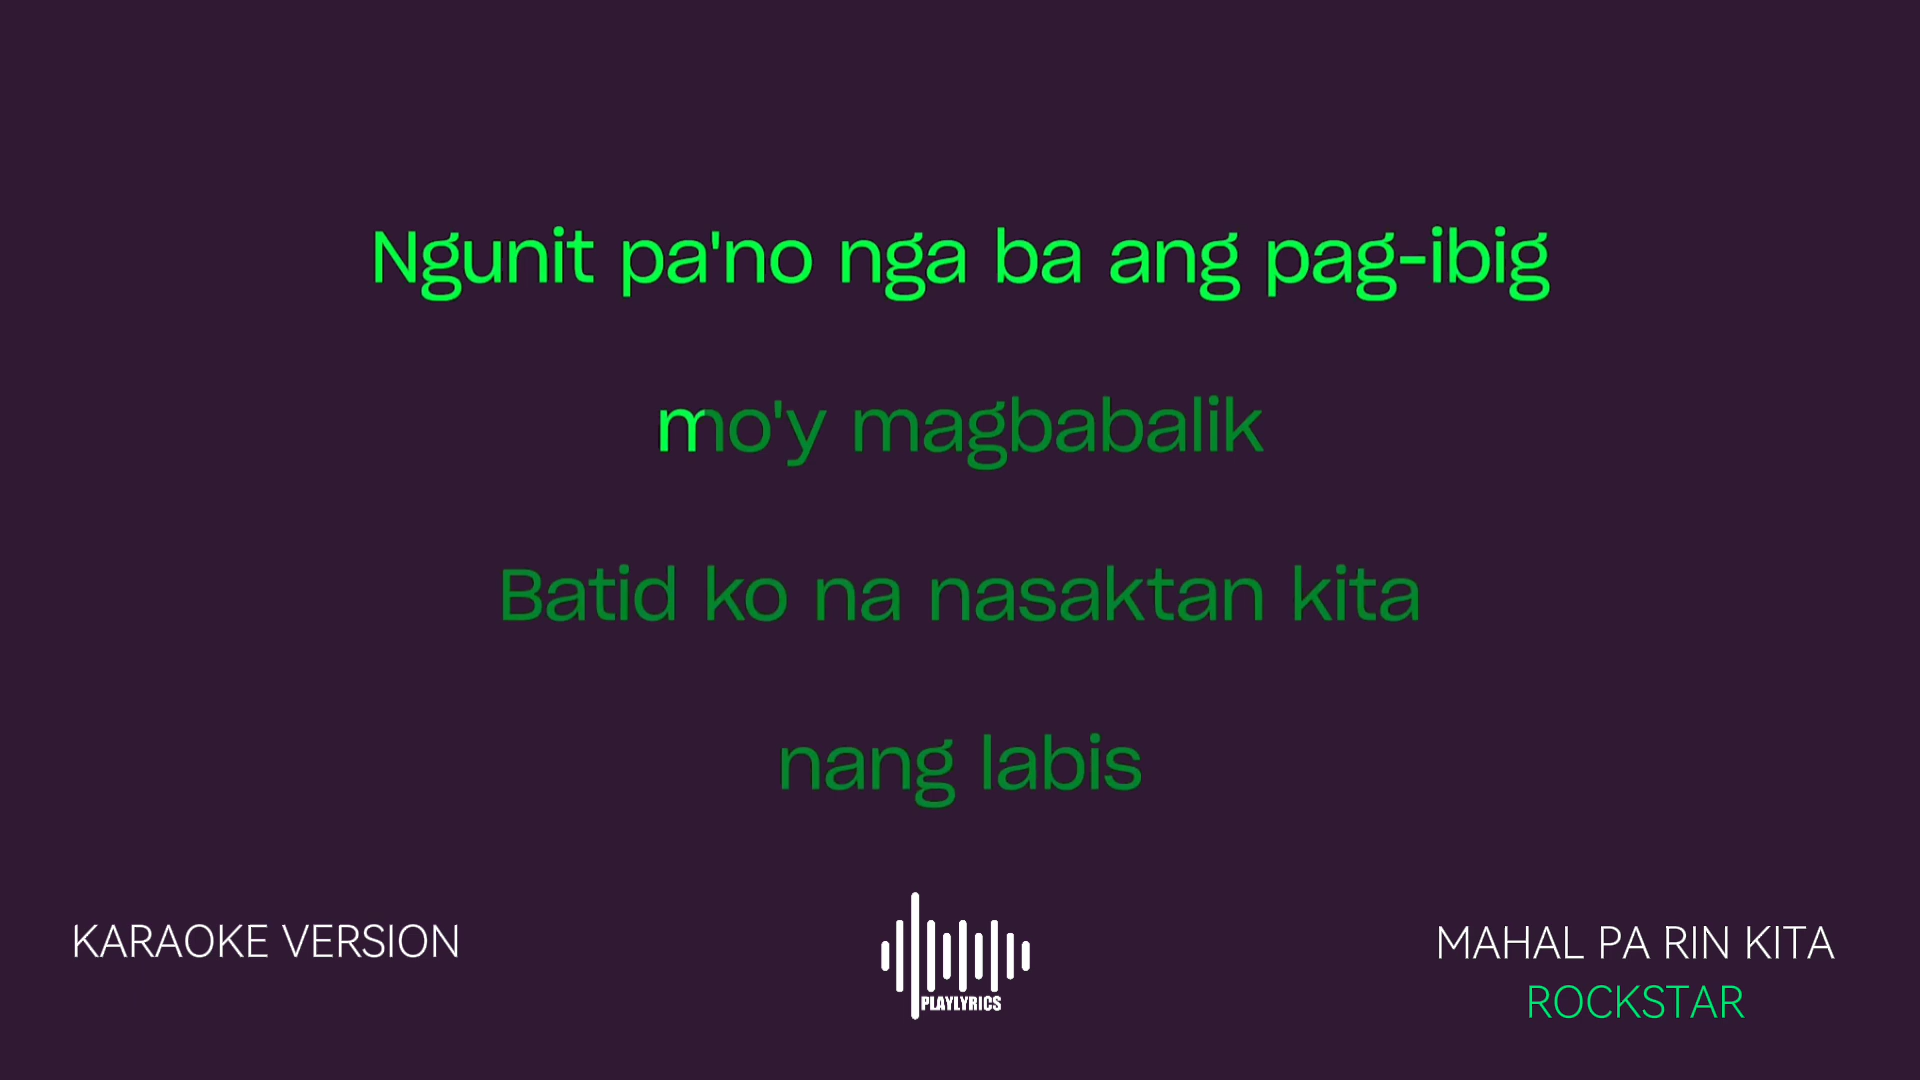 Ngunit pa'no nga ba ang pag-ibig
mo'y magbabalik
Batid ko na nasaktan kita
nang labis
KARAOKE VERSION
PLAYLYRICS
MAHAL PA RIN KITA
ROCKSTAR